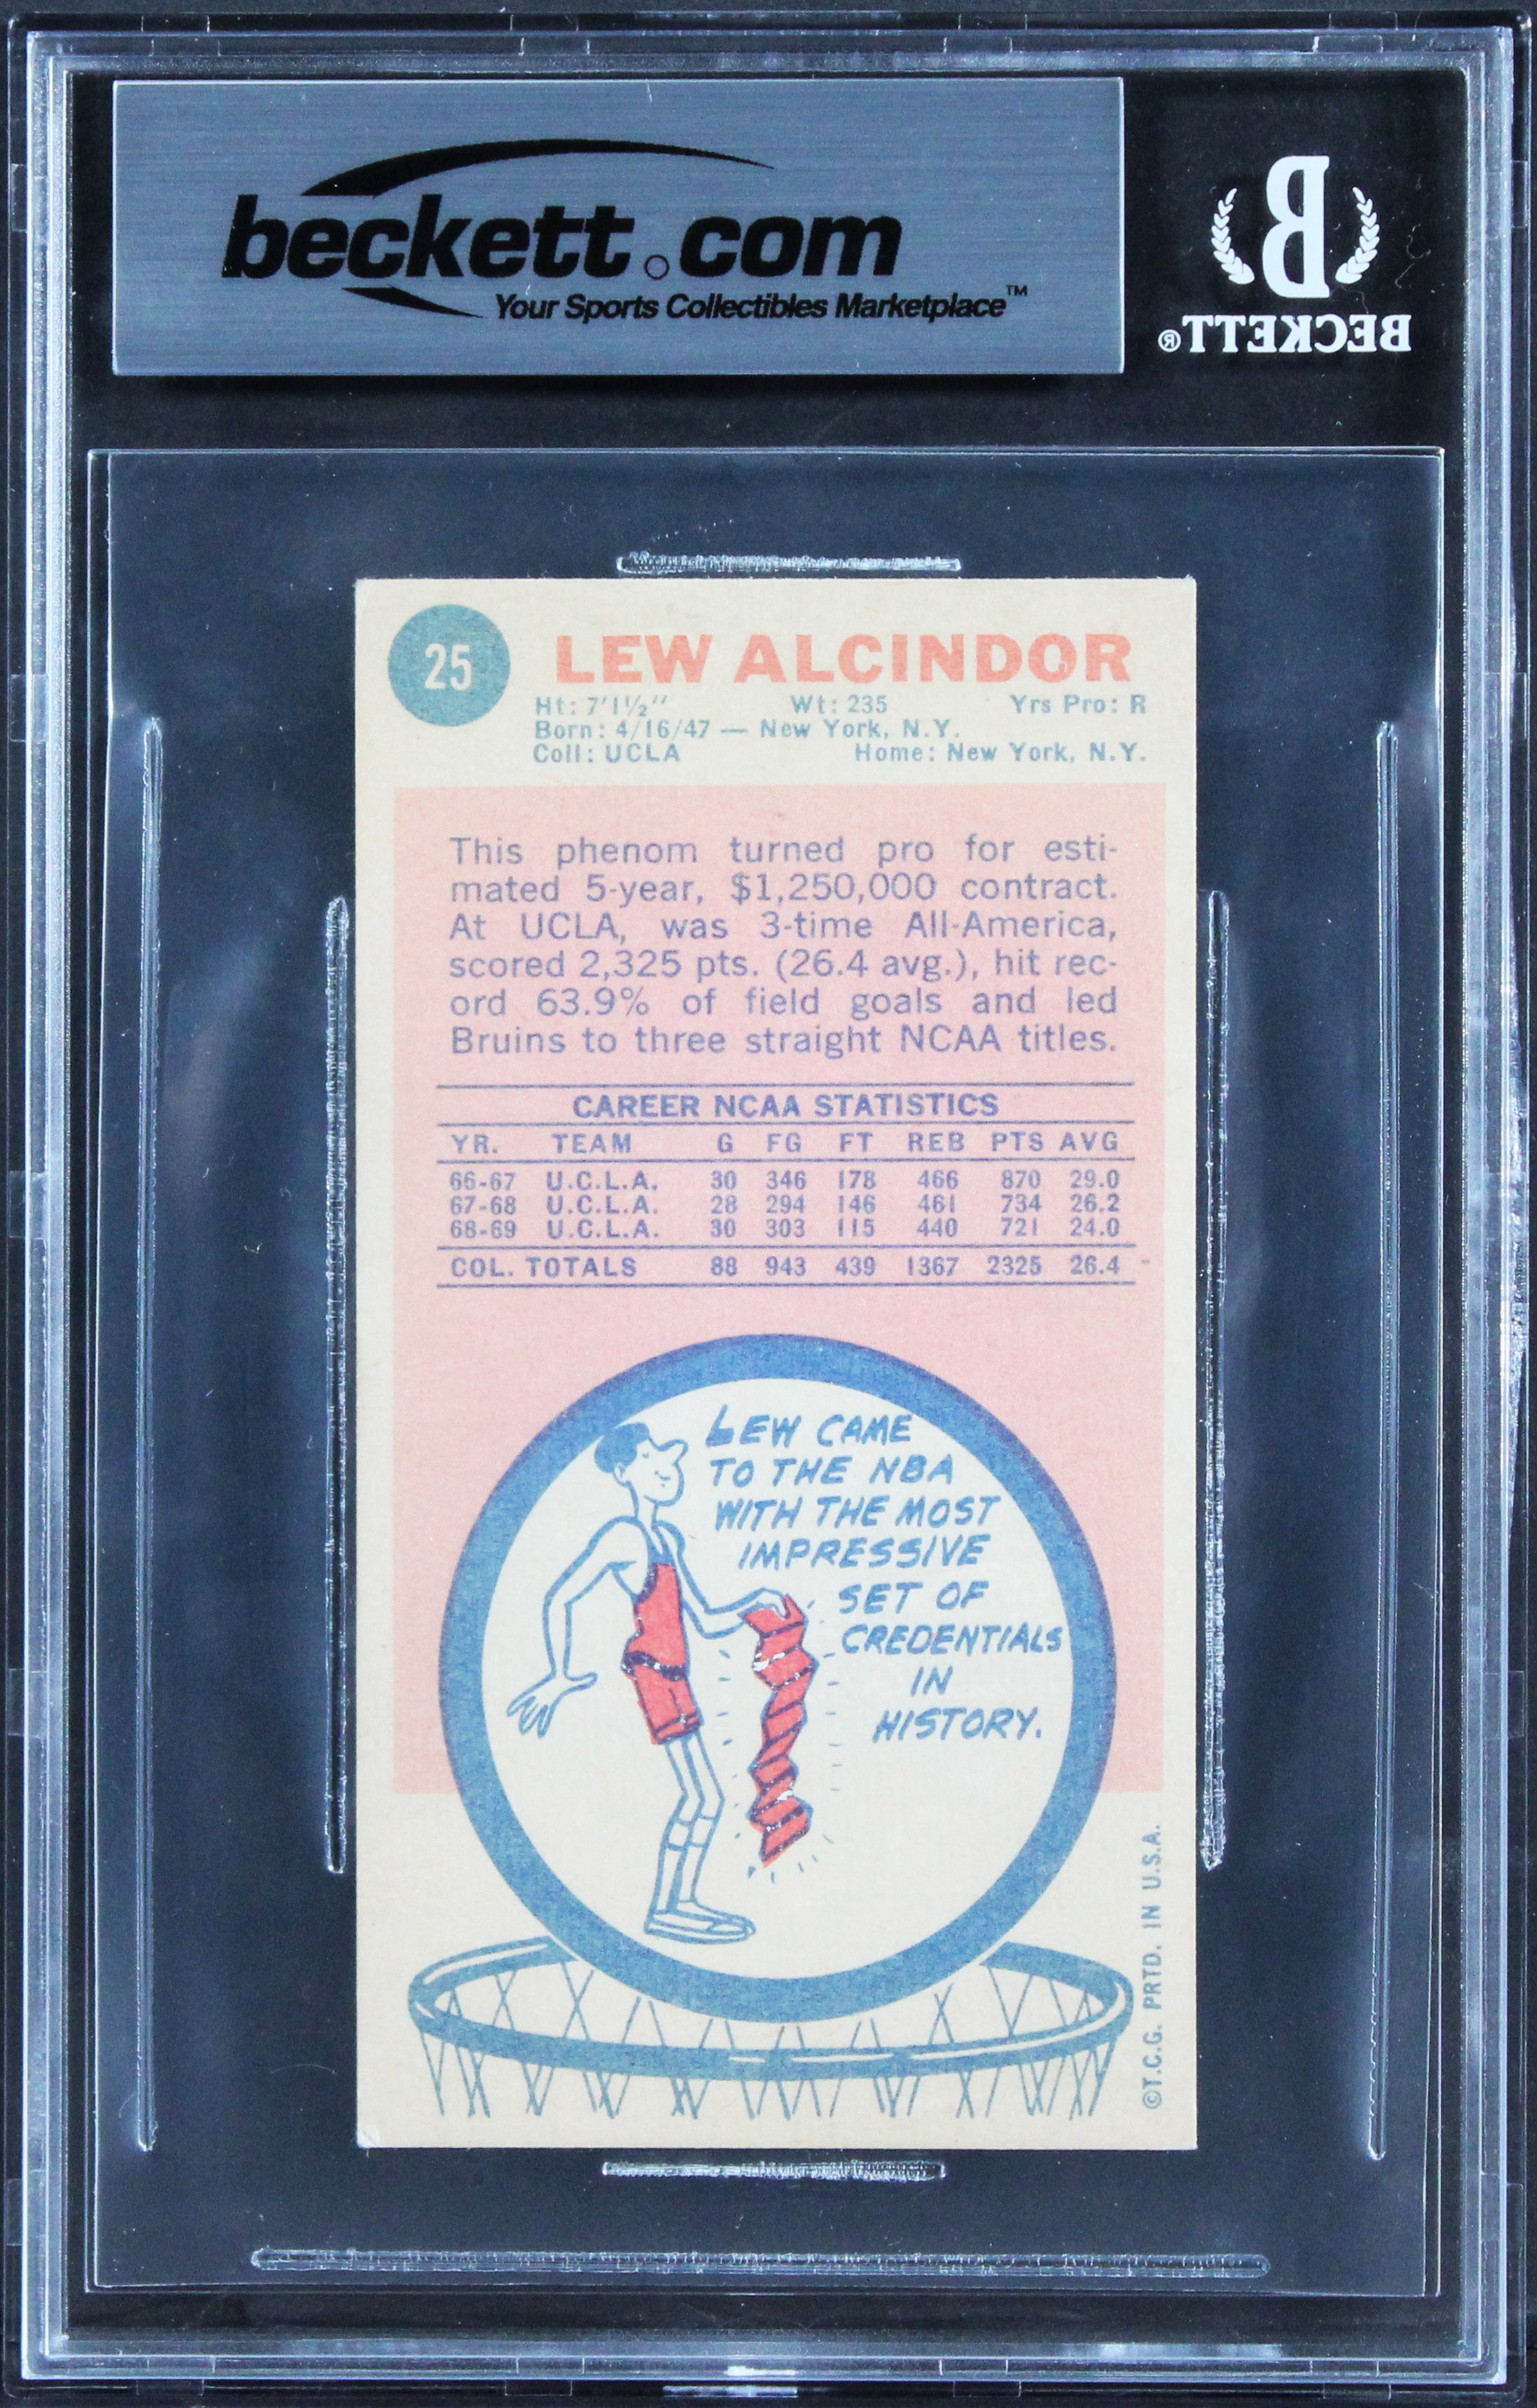 beckett.com
Your Sports Collectibles Marketplace™
B
BECKETT®
25
LEW ALCINDOR
Ht: 7'1½" Wt: 235 Yrs Pro: R
Born: 4/16/47 — New York, N.Y.
Coll: UCLA Home: New York, N.Y.
This phenom turned pro for esti-
mated 5-year, $1,250,000 contract.
At UCLA, was 3-time All-America,
scored 2,325 pts. (26.4 avg.), hit rec-
ord 63.9% of field goals and led
Bruins to three straight NCAA titles.
CAREER NCAA STATISTICS
YR. TEAM G FG FT REB PTS AVG
66-67 U.C.L.A. 30 346 178 466 870 29.0
67-68 U.C.L.A. 28 294 146 461 734 26.2
68-69 U.C.L.A. 30 303 115 440 721 24.0
COL. TOTALS 88 943 439 1367 2325 26.4
LEW CAME
TO THE NBA
WITH THE MOST
IMPRESSIVE
SET OF
CREDENTIALS
IN
HISTORY.
©T.C.G. PRTD. IN U.S.A.